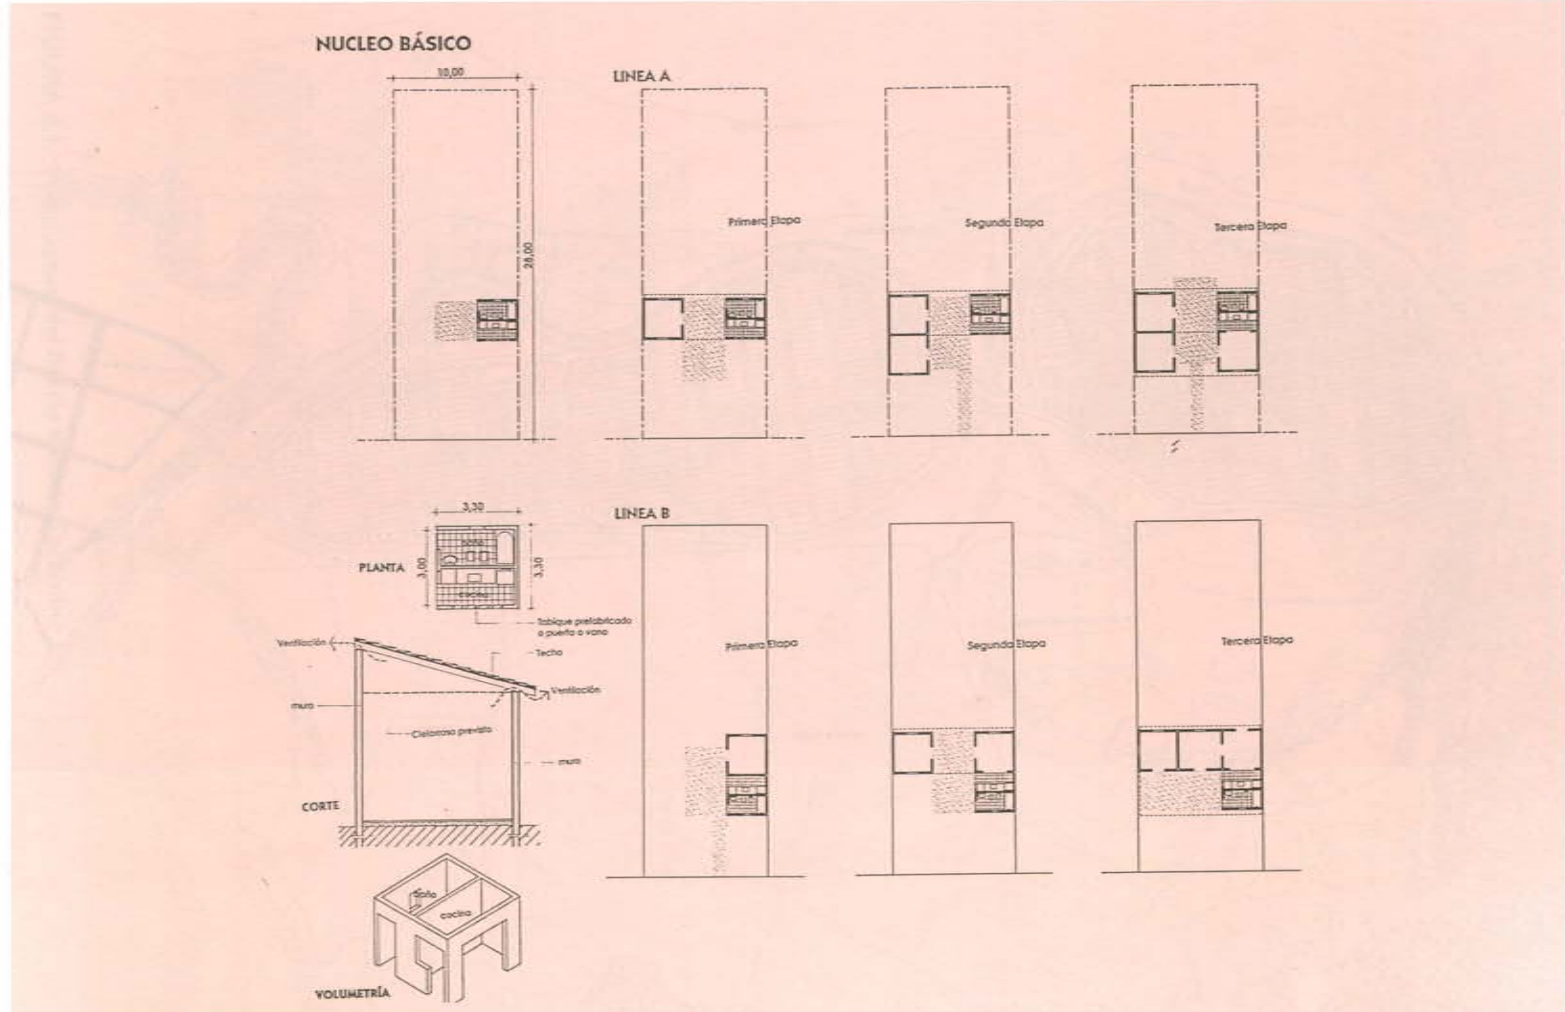 NUCLEO BÁSICO
10,00
28,00
LINEA A
Primera Etapa
Segunda Etapa
Tercera Etapa
3,30
PLANTA
3,00
baño
cocina
3,30
Tabique prefabricado
o puerta o vano
Ventilación
Techo
Ventilación
muro
Cielorraso previsto
muro
CORTE
Baño
cocina
VOLUMETRÍA
LINEA B
Primera Etapa
Segunda Etapa
Tercera Etapa